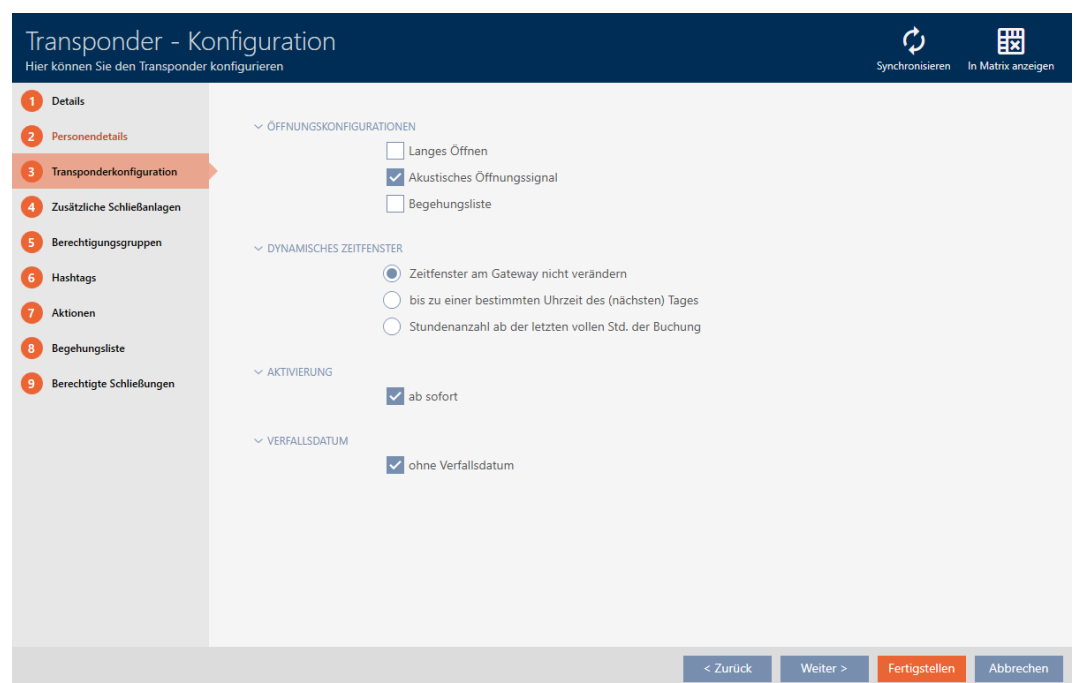 Transponder - Konfiguration
Hier können Sie den Transponder konfigurieren
Synchronisieren
In Matrix anzeigen
1 Details
2 Personendetails
3 Transponderkonfiguration
4 Zusätzliche Schließanlagen
5 Berechtigungsgruppen
6 Hashtags
7 Aktionen
8 Begehungsliste
9 Berechtigte Schließungen
ÖFFNUNGSKONFIGURATIONEN
Langes Öffnen
Akustisches Öffnungssignal
Begehungsliste
DYNAMISCHES ZEITFENSTER
Zeitfenster am Gateway nicht verändern
bis zu einer bestimmten Uhrzeit des (nächsten) Tages
Stundenanzahl ab der letzten vollen Std. der Buchung
AKTIVIERUNG
ab sofort
VERFALLSDATUM
ohne Verfallsdatum
< Zurück
Weiter >
Fertigstellen
Abbrechen